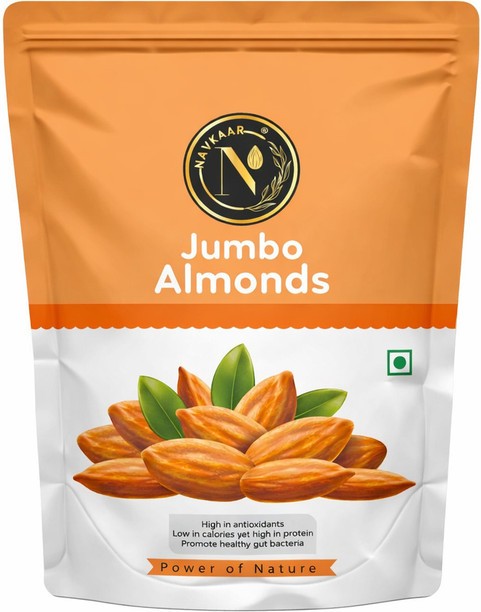 NAVKAAR ®
N
Jumbo
Almonds
High in antioxidants
Low in calories yet high in protein
Promote healthy gut bacteria
Power of Nature